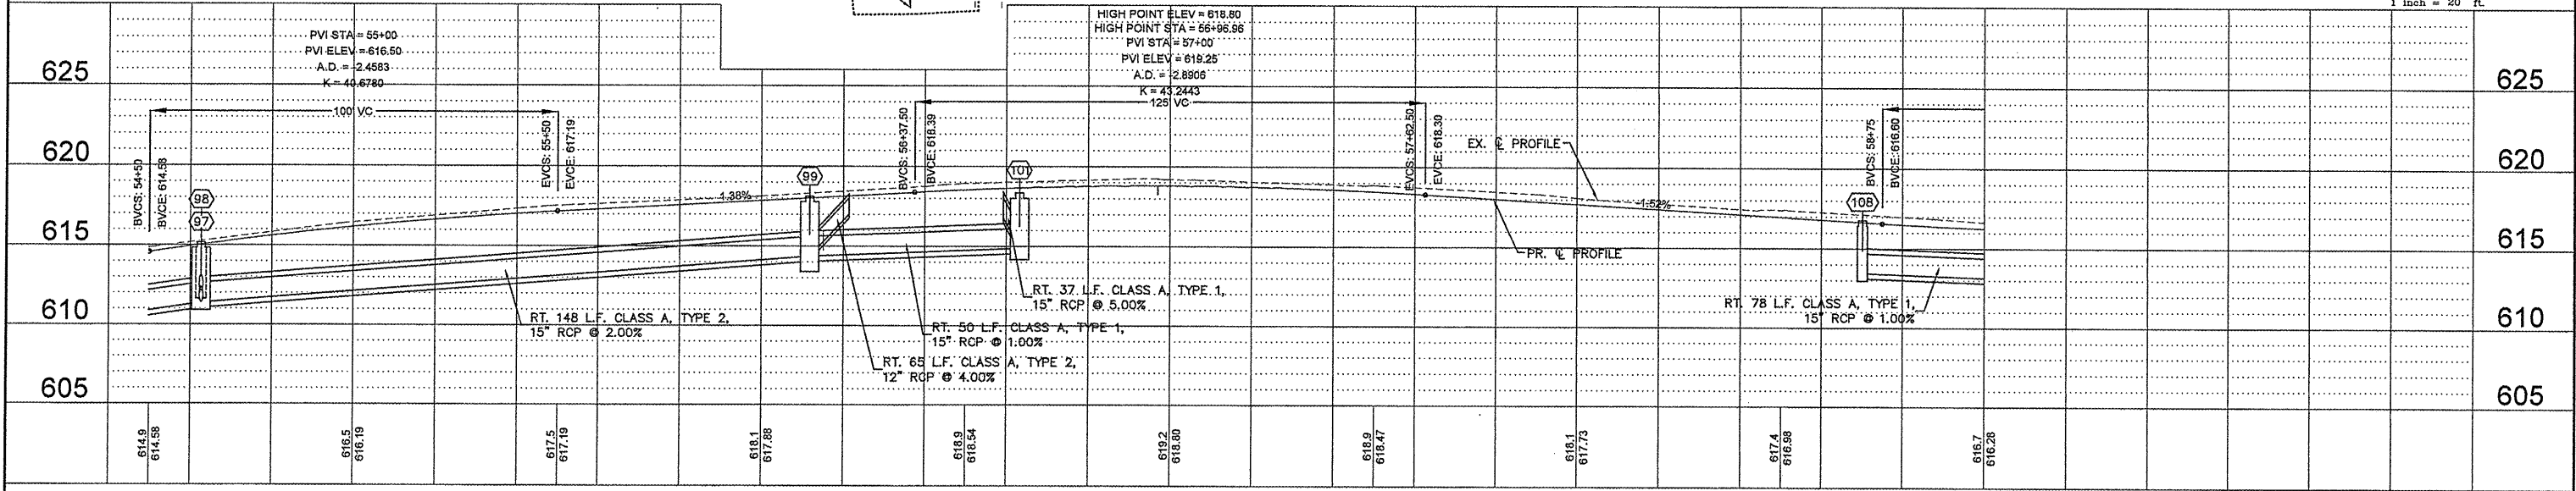 1 inch = 20 ft.
PVI STA = 55+00
PVI ELEV = 616.50
A.D. = -2.4583
K = 40.6780
100' VC
HIGH POINT ELEV = 618.80
HIGH POINT STA = 56+96.96
PVI STA = 57+00
PVI ELEV = 619.25
A.D. = -2.8906
K = 43.2443
125' VC
625
625
620
620
615
615
610
610
605
605
BVCS: 54+50
BVCE: 614.58
EVCS: 55+50
EVCE: 617.19
BVCS: 56+37.50
BVCE: 618.39
EVCS: 57+62.50
EVCE: 618.30
BVCS: 58+75
BVCE: 616.60
98
97
99
101
108
1.38%
-1.52%
EX. ℄ PROFILE
PR. ℄ PROFILE
RT. 148 L.F. CLASS A, TYPE 2,
15" RCP @ 2.00%
RT. 37 L.F. CLASS A, TYPE 1,
15" RCP @ 5.00%
RT. 50 L.F. CLASS A, TYPE 1,
15" RCP @ 1.00%
RT. 65 L.F. CLASS A, TYPE 2,
12" RCP @ 4.00%
RT. 78 L.F. CLASS A, TYPE 1,
15" RCP @ 1.00%
614.9
614.58
616.5
616.19
617.5
617.19
618.1
617.88
618.9
618.54
619.2
618.80
618.9
618.47
618.1
617.73
617.4
616.98
616.7
616.28